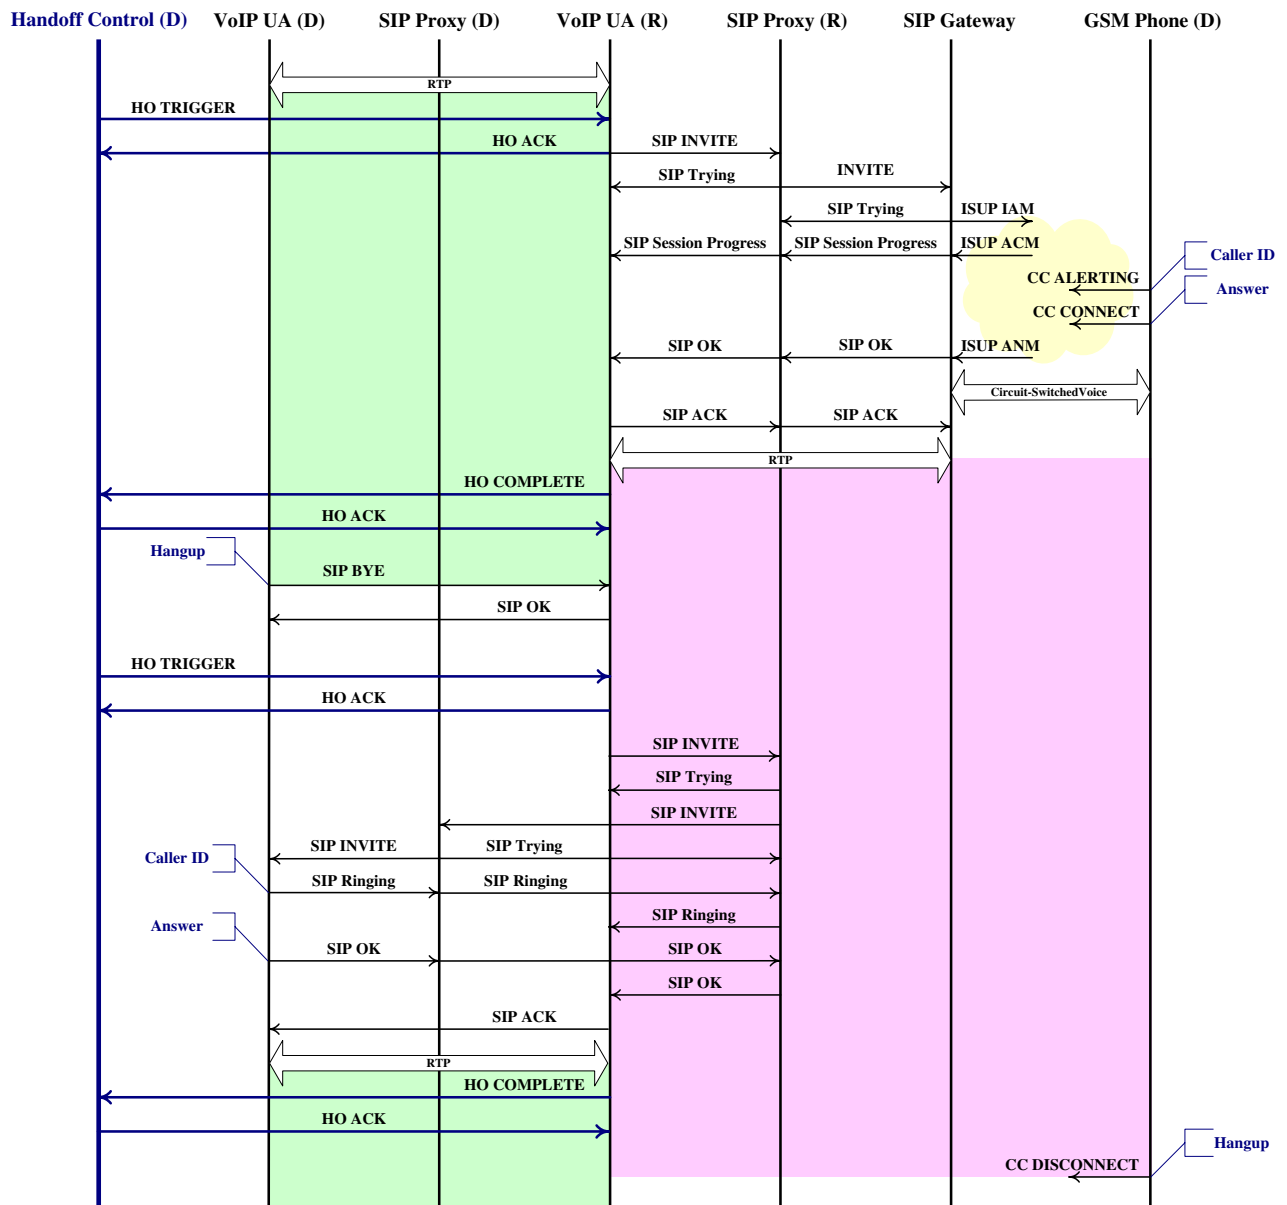 Handoff Control (D) VoIP UA (D) SIP Proxy (D) VoIP UA (R) SIP Proxy (R) SIP Gateway GSM Phone (D)
RTP
HO TRIGGER
HO ACK SIP INVITE
SIP Trying INVITE
SIP Trying ISUP IAM
SIP Session Progress SIP Session Progress ISUP ACM
Caller ID
CC ALERTING
Answer
CC CONNECT
SIP OK SIP OK ISUP ANM
Circuit-SwitchedVoice
SIP ACK SIP ACK
RTP
HO COMPLETE
HO ACK
Hangup
SIP BYE
SIP OK
HO TRIGGER
HO ACK
SIP INVITE
SIP Trying
SIP INVITE
SIP INVITE SIP Trying
Caller ID
SIP Ringing SIP Ringing
SIP Ringing
Answer
SIP OK SIP OK
SIP OK
SIP ACK
RTP
HO COMPLETE
HO ACK
Hangup
CC DISCONNECT